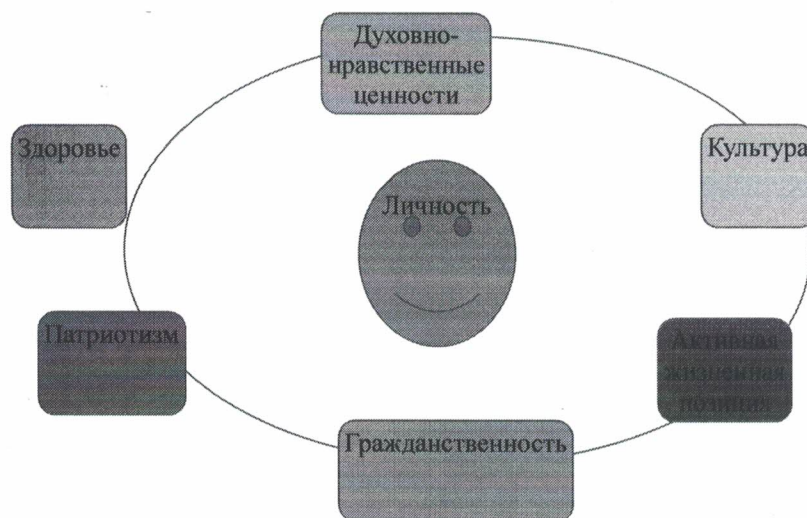 Духовно-
нравственные
ценности
Здоровье
Культура
Личность
Патриотизм
Активная
жизненная
позиция
Гражданственность